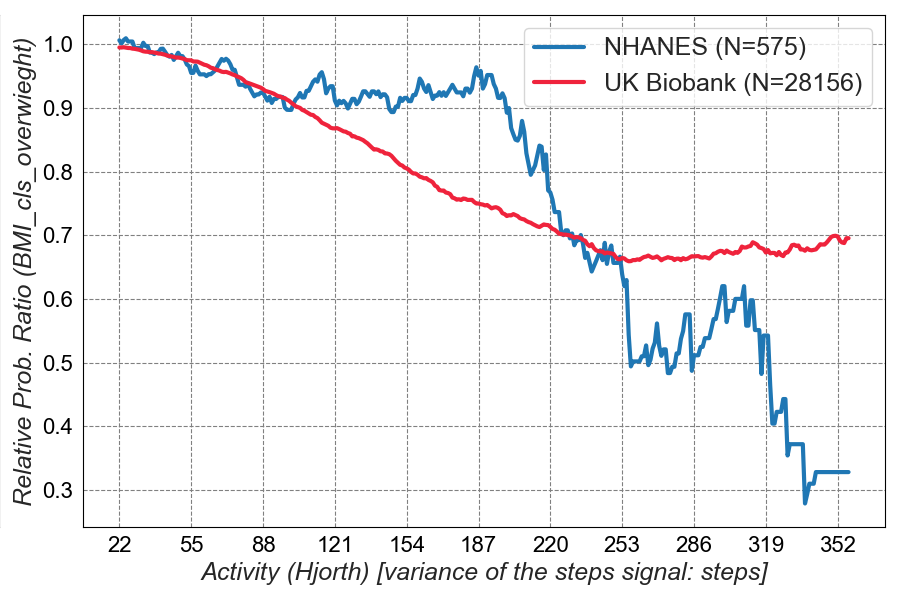 NHANES (N=575)
UK Biobank (N=28156)
Relative Prob. Ratio (BMI_cls_overwieght)
1.0
0.9
0.8
0.7
0.6
0.5
0.4
0.3
22 55 88 121 154 187 220 253 286 319 352
Activity (Hjorth) [variance of the steps signal: steps]